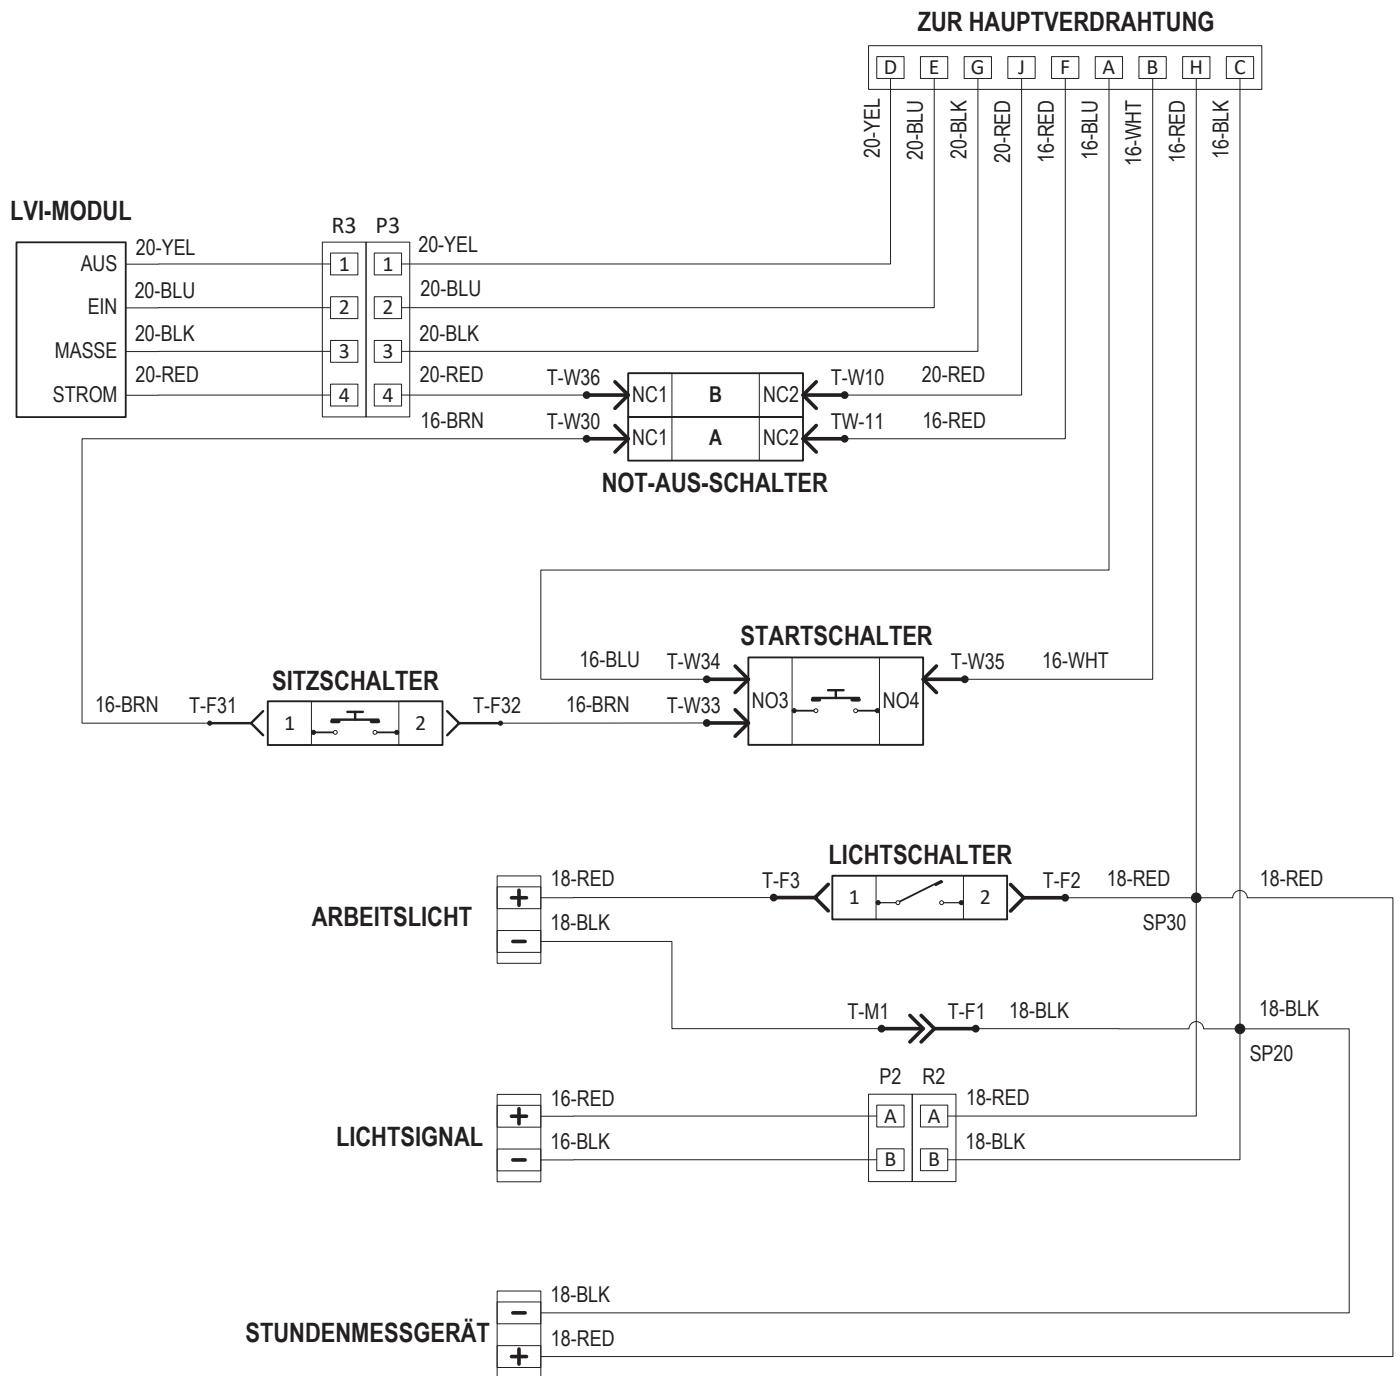 ZUR HAUPTVERDRAHTUNG
D E G J F A B H C
20-YEL 20-BLU 20-BLK 20-RED 16-RED 16-BLU 16-WHT 16-RED 16-BLK
LVI-MODUL
R3 P3
AUS 20-YEL 1 1 20-YEL
EIN 20-BLU 2 2 20-BLU
MASSE 20-BLK 3 3 20-BLK
STROM 20-RED 4 4 20-RED T-W36 NC1 B NC2 T-W10 20-RED
16-BRN T-W30 NC1 A NC2 TW-11 16-RED
NOT-AUS-SCHALTER
STARTSCHALTER
16-BLU T-W34 T-W35 16-WHT
SITZSCHALTER
NO3 NO4
16-BRN T-F31 1 2 T-F32 16-BRN T-W33
LICHTSCHALTER
18-RED T-F3 1 2 T-F2 18-RED 18-RED
+
ARBEITSLICHT
18-BLK
SP30
-
T-M1 T-F1 18-BLK 18-BLK
SP20
P2 R2
+ 16-RED A A 18-RED
LICHTSIGNAL
- 16-BLK B B 18-BLK
- 18-BLK
STUNDENMESSGERÄT
+ 18-RED